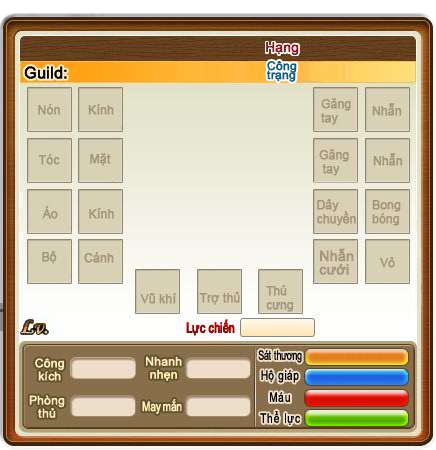 Hạng
Guild:
Công
trạng
Nón
Kính
Găng
tay
Nhẫn
Tóc
Mặt
Găng
tay
Nhẫn
Áo
Kính
Dây
chuyền
Bong
bóng
Bộ
Cánh
Nhẫn
cưới
Vỏ
Vũ khí
Trợ thủ
Thú
cưng
Lv.
Lực chiến
Công
kích
Nhanh
nhẹn
Sát thương
Hộ giáp
Phòng
thủ
May mắn
Máu
Thể lực